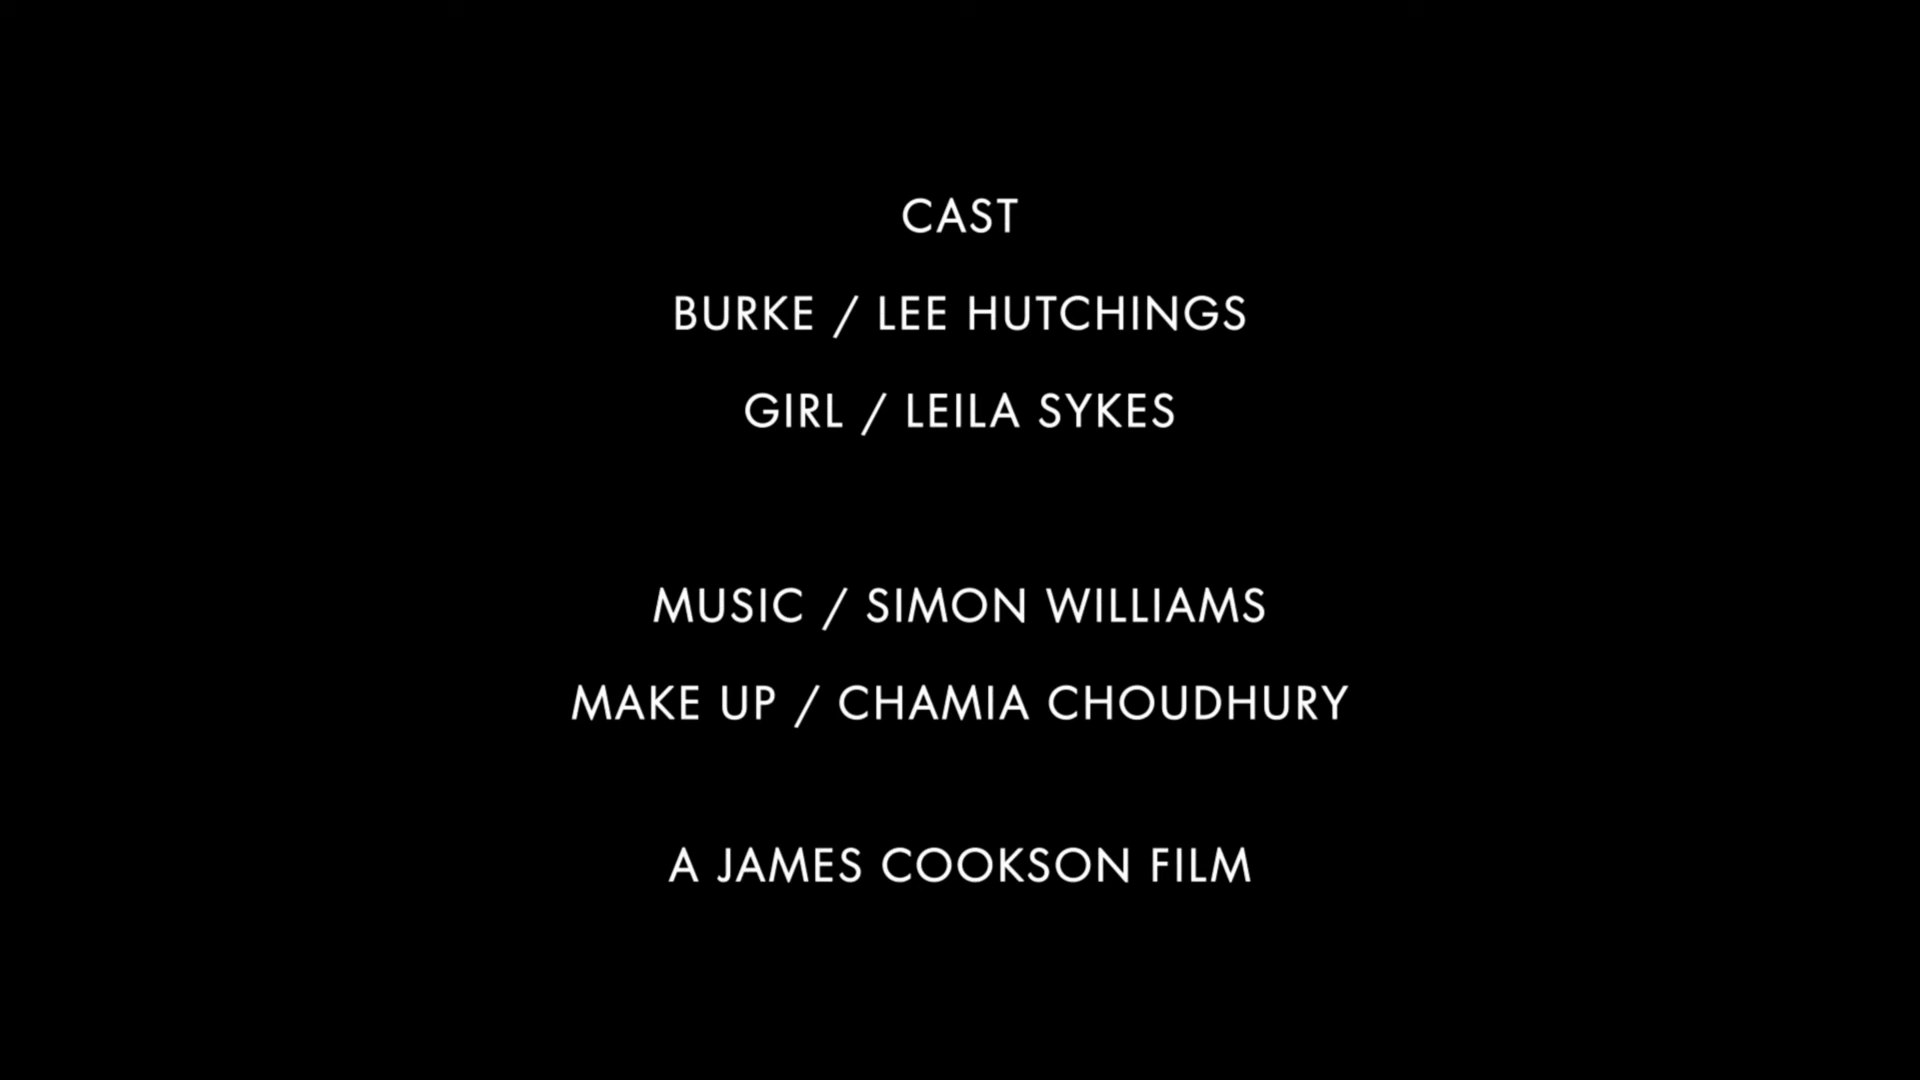 CAST
BURKE / LEE HUTCHINGS
GIRL / LEILA SYKES
MUSIC / SIMON WILLIAMS
MAKE UP / CHAMIA CHOUDHURY
A JAMES COOKSON FILM